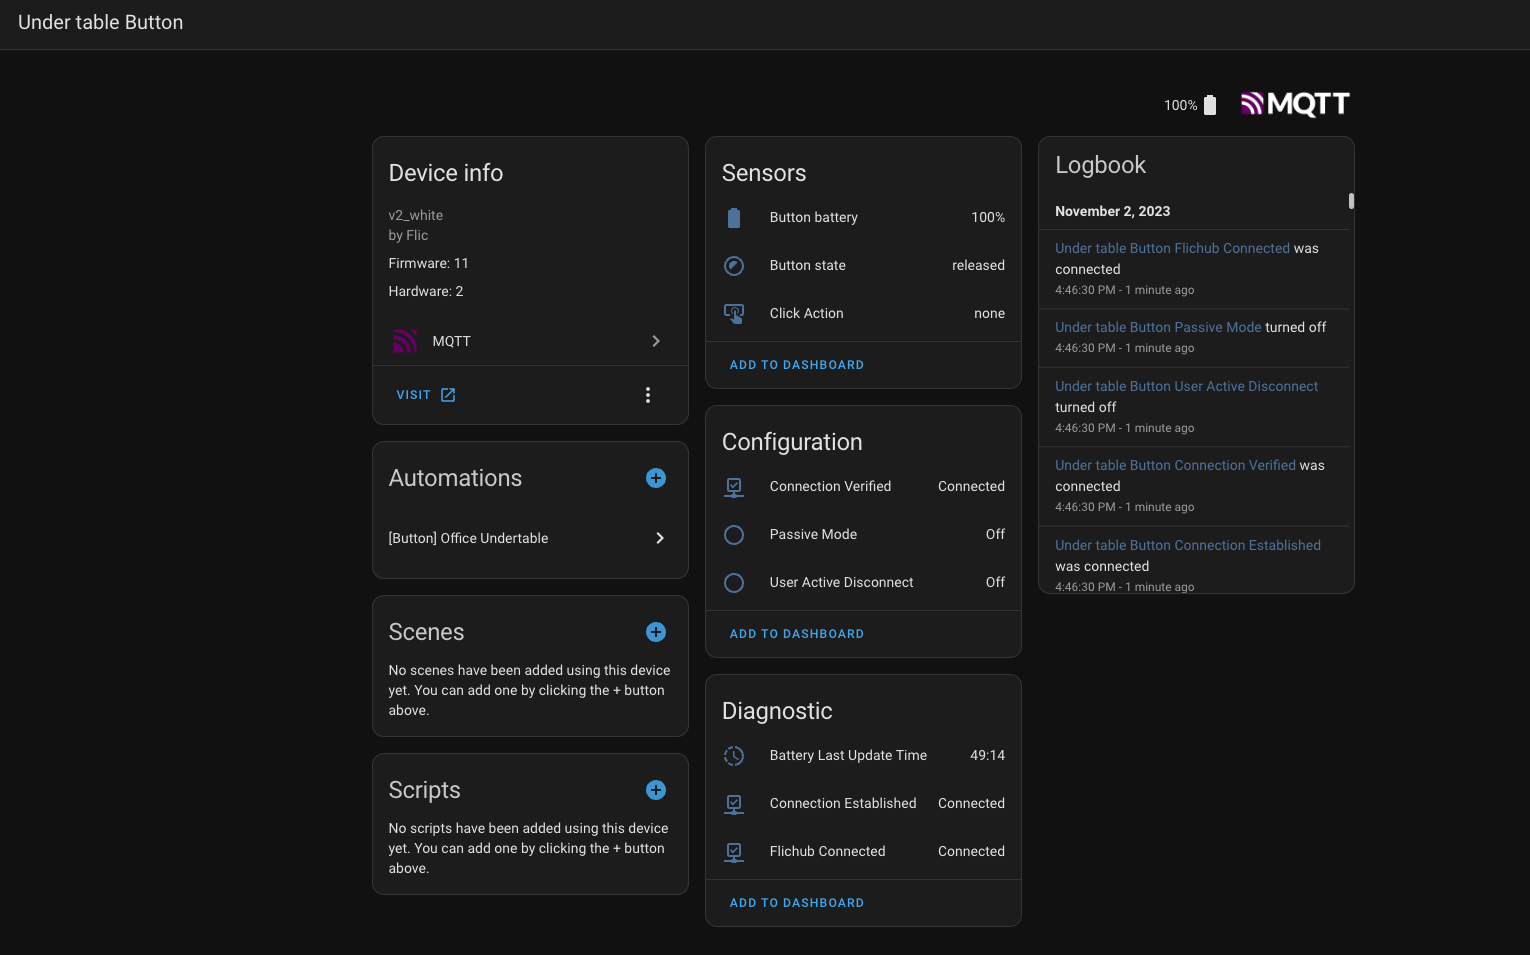 Under table Button
100%
MQTT
Device info
v2_white
by Flic
Firmware: 11
Hardware: 2
MQTT
VISIT
Automations
[Button] Office Undertable
Scenes
No scenes have been added using this device
yet. You can add one by clicking the + button
above.
Scripts
No scripts have been added using this device
yet. You can add one by clicking the + button
above.
Sensors
Button battery 100%
Button state released
Click Action none
ADD TO DASHBOARD
Configuration
Connection Verified Connected
Passive Mode Off
User Active Disconnect Off
ADD TO DASHBOARD
Diagnostic
Battery Last Update Time 49:14
Connection Established Connected
Flichub Connected Connected
ADD TO DASHBOARD
Logbook
November 2, 2023
Under table Button Flichub Connected was
connected
4:46:30 PM - 1 minute ago
Under table Button Passive Mode turned off
4:46:30 PM - 1 minute ago
Under table Button User Active Disconnect
turned off
4:46:30 PM - 1 minute ago
Under table Button Connection Verified was
connected
4:46:30 PM - 1 minute ago
Under table Button Connection Established
was connected
4:46:30 PM - 1 minute ago